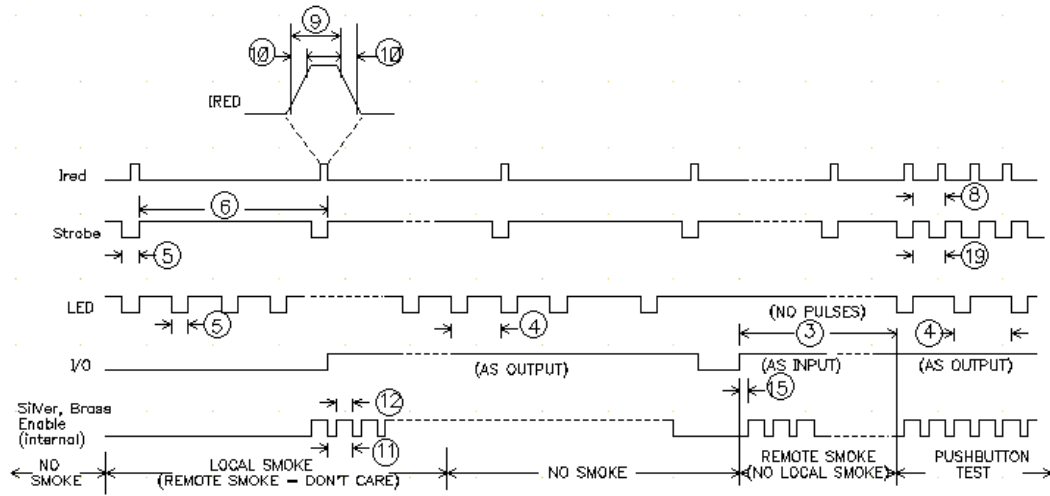 9
10 10
IRED
Ired
6 8
Strobe
5 19
LED
5 4 (NO PULSES) 3 4
I/O
(AS OUTPUT) (AS INPUT) (AS OUTPUT)
15
12
SilVer, Brass
Enable
(internal)
11
NO
SMOKE
LOCAL SMOKE
(REMOTE SMOKE - DON'T CARE)
NO SMOKE
REMOTE SMOKE
(NO LOCAL SMOKE)
PUSHBUTTON
TEST